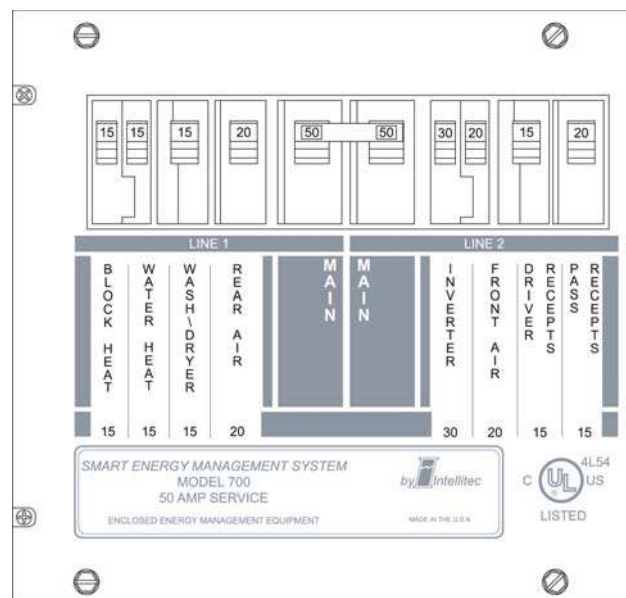 15 15 15 20 50 50 30 20 15 20
LINE 1 LINE 2
BLOCK HEAT
WATER HEAT
WASH\DRYER
REAR AIR
MAIN
MAIN
INVERTER
FRONT AIR
DRIVER RECEPTS
PASS RECEPTS
15 15 15 20 30 20 15 15
SMART ENERGY MANAGEMENT SYSTEM
MODEL 700
50 AMP SERVICE
ENCLOSED ENERGY MANAGEMENT EQUIPMENT
by Intellitec
MADE IN THE U.S.A.
4L54
C UL ® US
LISTED